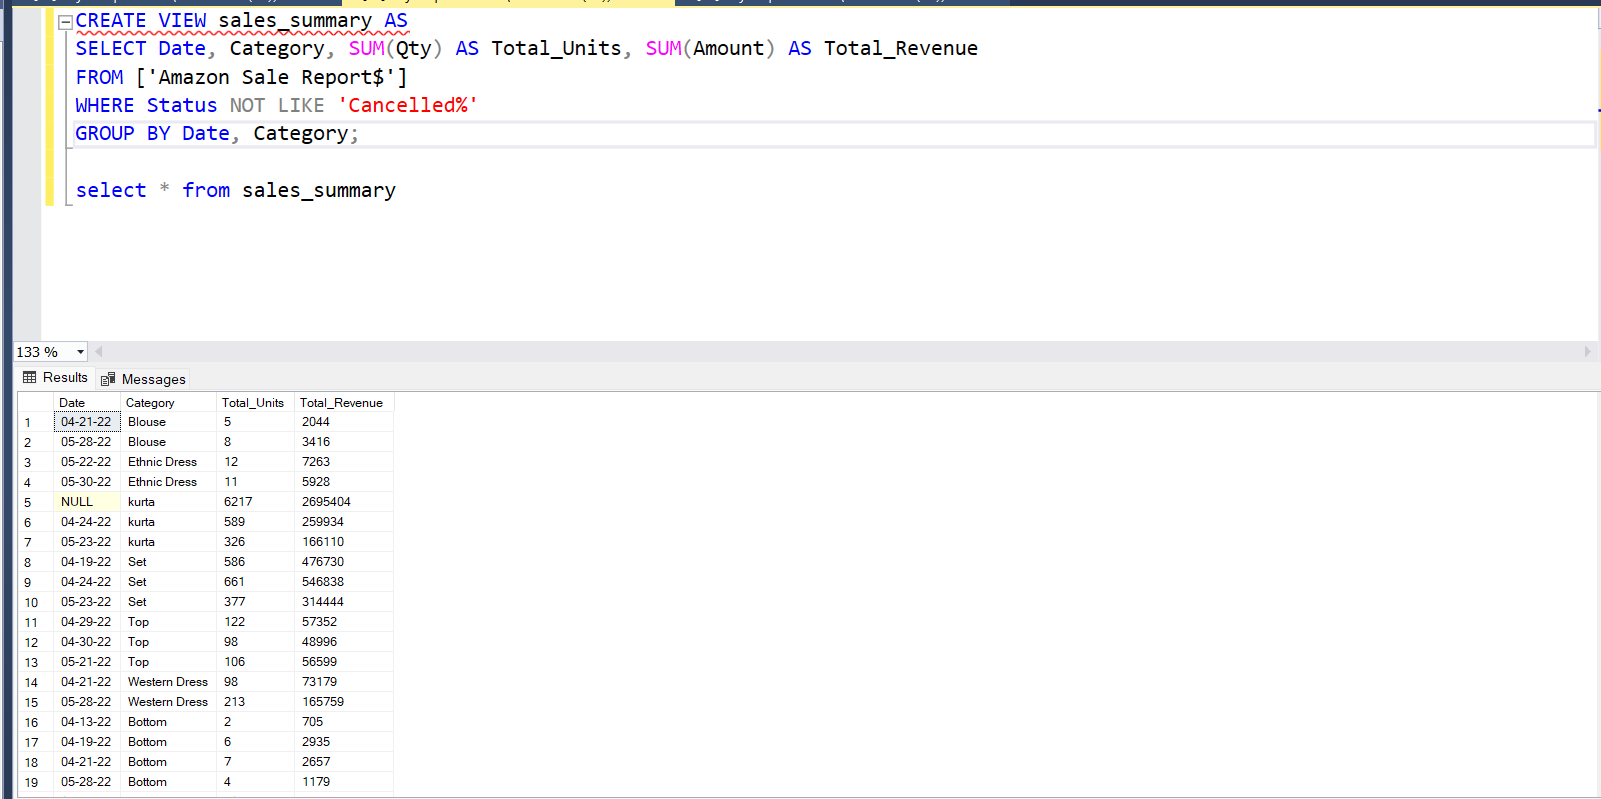 CREATE VIEW sales_summary AS
SELECT Date, Category, SUM(Qty) AS Total_Units, SUM(Amount) AS Total_Revenue
FROM ['Amazon Sale Report$']
WHERE Status NOT LIKE 'Cancelled%'
GROUP BY Date, Category;
select * from sales_summary
133 %
Results Messages
Date Category Total_Units Total_Revenue
1 04-21-22 Blouse 5 2044
2 05-28-22 Blouse 8 3416
3 05-22-22 Ethnic Dress 12 7263
4 05-30-22 Ethnic Dress 11 5928
5 NULL kurta 6217 2695404
6 04-24-22 kurta 589 259934
7 05-23-22 kurta 326 166110
8 04-19-22 Set 586 476730
9 04-24-22 Set 661 546838
10 05-23-22 Set 377 314444
11 04-29-22 Top 122 57352
12 04-30-22 Top 98 48996
13 05-21-22 Top 106 56599
14 04-21-22 Western Dress 98 73179
15 05-28-22 Western Dress 213 165759
16 04-13-22 Bottom 2 705
17 04-19-22 Bottom 6 2935
18 04-21-22 Bottom 7 2657
19 05-28-22 Bottom 4 1179